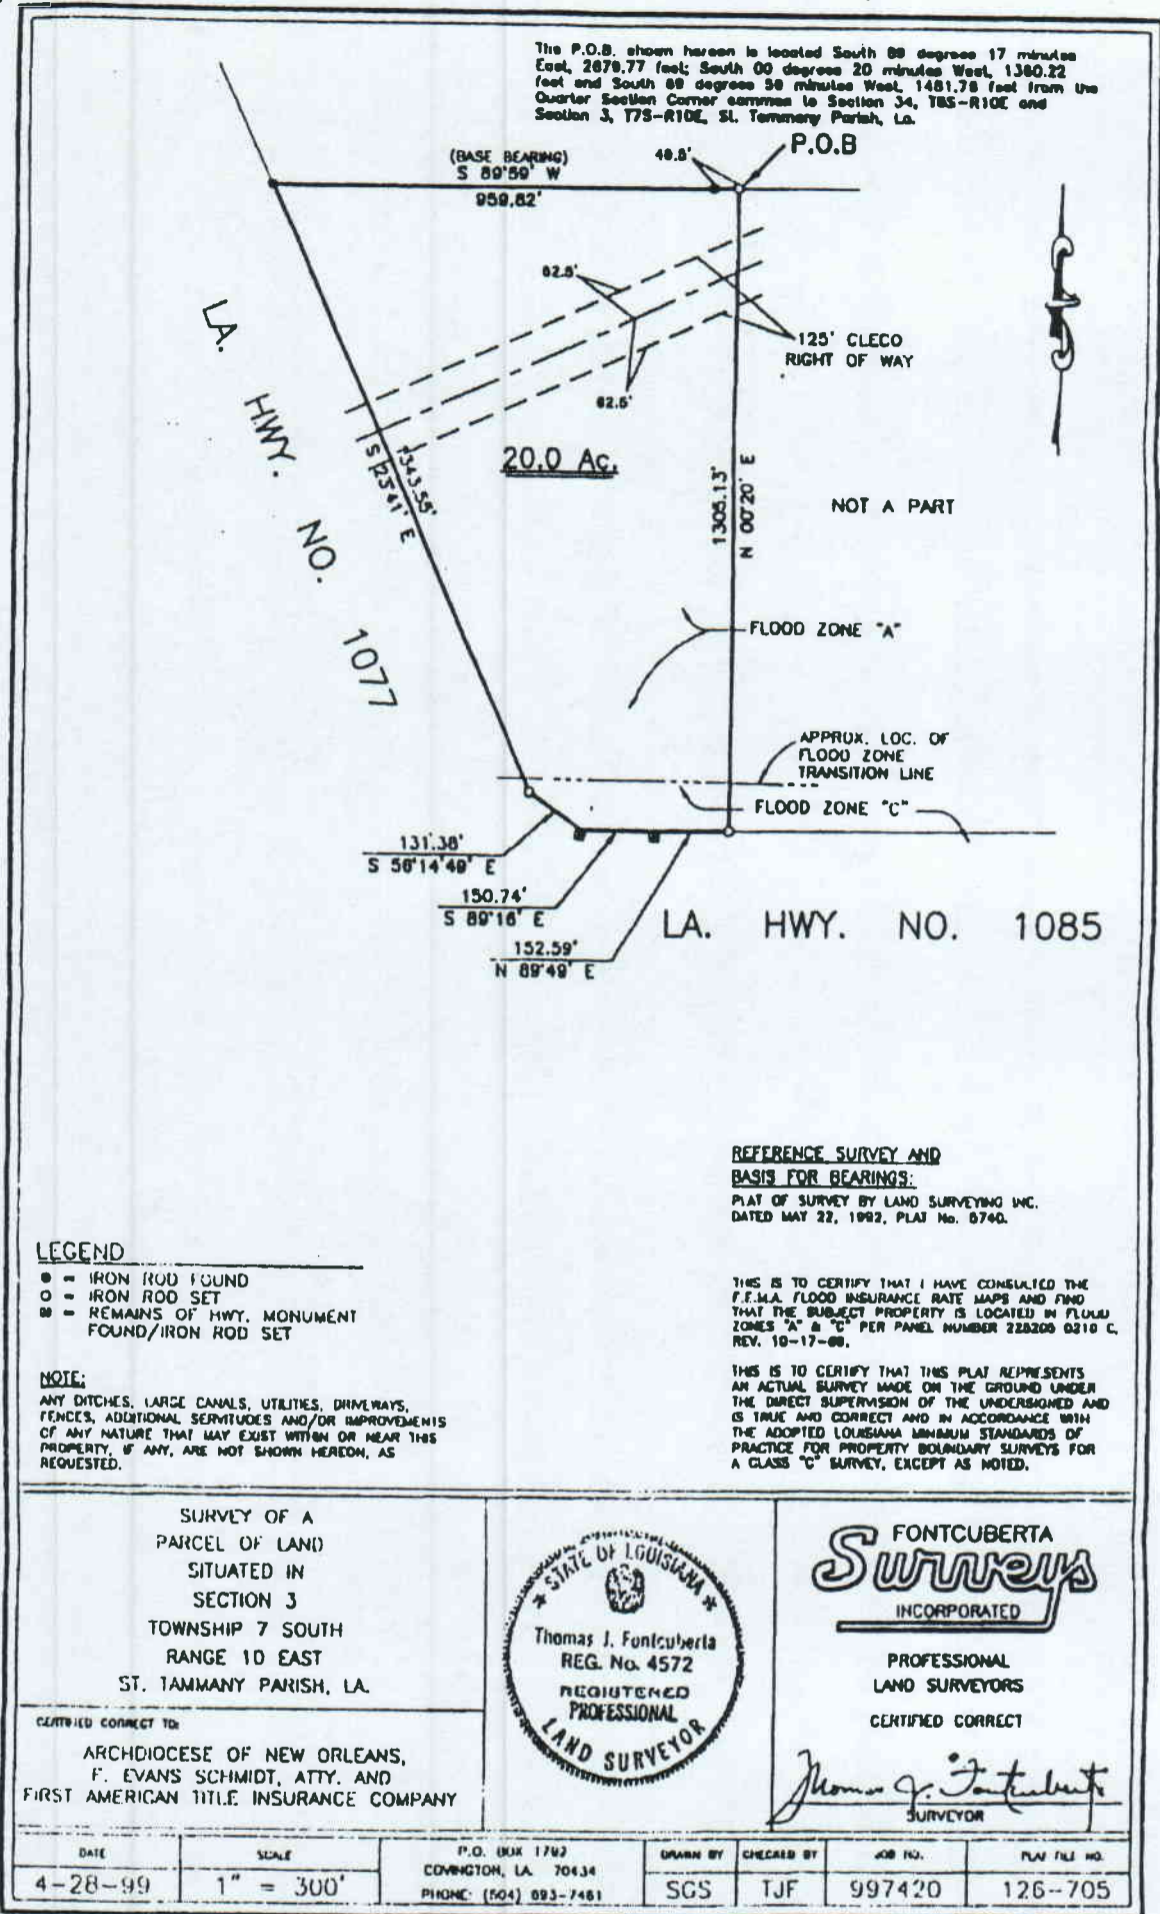 The P.O.B. shown hereon is located South 89 degrees 17 minutes
East, 2679.77 feet; South 00 degrees 20 minutes West, 1360.22
feet and South 89 degrees 59 minutes West, 1481.78 feet from the
Quarter Section Corner common to Section 34, T6S-R10E and
Section 3, T7S-R10E, St. Tammany Parish, La.
P.O.B
49.8'
(BASE BEARING)
S 89°59' W
959.82'
62.5'
62.5'
125' CLECO
RIGHT OF WAY
LA. HWY. NO. 1077
1343.55'
S 23°41' E
20.0 Ac.
1305.13'
N 00°20' E
NOT A PART
FLOOD ZONE "A"
APPROX. LOC. OF
FLOOD ZONE
TRANSITION LINE
FLOOD ZONE "C"
131.38'
S 56°14'49" E
150.74'
S 89°16' E
152.59'
N 89°49' E
LA. HWY. NO. 1085
REFERENCE SURVEY AND
BASIS FOR BEARINGS:
PLAT OF SURVEY BY LAND SURVEYING INC.
DATED MAY 22, 1992, PLAT No. 5740.
LEGEND
● = IRON ROD FOUND
O = IRON ROD SET
■ = REMAINS OF HWY. MONUMENT
FOUND/IRON ROD SET
THIS IS TO CERTIFY THAT I HAVE CONSULTED THE
F.E.M.A. FLOOD INSURANCE RATE MAPS AND FIND
THAT THE SUBJECT PROPERTY IS LOCATED IN FLOOD
ZONES "A" & "C" PER PANEL NUMBER 225205 0210 C,
REV. 10-17-89.
NOTE:
ANY DITCHES, LARGE CANALS, UTILITIES, DRIVEWAYS,
FENCES, ADDITIONAL SERVITUDES AND/OR IMPROVEMENTS
OF ANY NATURE THAT MAY EXIST WITHIN OR NEAR THIS
PROPERTY, IF ANY, ARE NOT SHOWN HEREON, AS
REQUESTED.
THIS IS TO CERTIFY THAT THIS PLAT REPRESENTS
AN ACTUAL SURVEY MADE ON THE GROUND UNDER
THE DIRECT SUPERVISION OF THE UNDERSIGNED AND
IS TRUE AND CORRECT AND IN ACCORDANCE WITH
THE ADOPTED LOUISIANA MINIMUM STANDARDS OF
PRACTICE FOR PROPERTY BOUNDARY SURVEYS FOR
A CLASS "C" SURVEY, EXCEPT AS NOTED.
SURVEY OF A
PARCEL OF LAND
SITUATED IN
SECTION 3
TOWNSHIP 7 SOUTH
RANGE 10 EAST
ST. TAMMANY PARISH, LA.
CERTIFIED CORRECT TO:
ARCHDIOCESE OF NEW ORLEANS,
F. EVANS SCHMIDT, ATTY. AND
FIRST AMERICAN TITLE INSURANCE COMPANY
STATE OF LOUISIANA
Thomas J. Fontcuberta
REG. No. 4572
REGISTERED
PROFESSIONAL
LAND SURVEYOR
FONTCUBERTA
Surveys
INCORPORATED
PROFESSIONAL
LAND SURVEYORS
CERTIFIED CORRECT
Thomas J. Fontcuberta
SURVEYOR
DATE
4-28-99
SCALE
1" = 300'
P.O. BOX 1792
COVINGTON, LA. 70434
PHONE: (504) 893-7461
DRAWN BY
SGS
CHECKED BY
TJF
JOB NO.
997420
PLAT FILE NO.
126-705